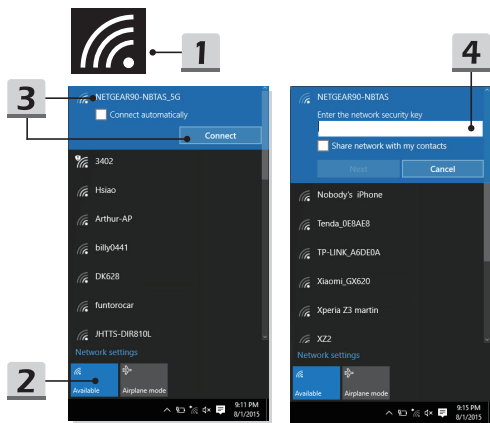 1
3
NETGEAR90-NBTAS_5G
Connect automatically
Connect
3402
Hsiao
Arthur-AP
billy0441
DK628
funtorocar
JHTTS-DIR810L
Network settings
2
Available
Airplane mode
9:11 PM
8/1/2015
4
NETGEAR90-NBTAS
Enter the network security key
Share network with my contacts
Next
Cancel
Nobody's iPhone
Tenda_0E8AE8
TP-LINK_A6DE0A
Xiaomi_GX620
Xperia Z3 martin
XZ2
Network settings
Available
Airplane mode
9:15 PM
8/1/2015